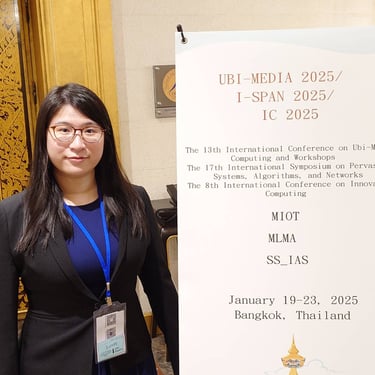 UBI-MEDIA 2025/
I-SPAN 2025/
IC 2025
The 13th International Conference on Ubi-M
Computing and Workshops
The 17th International Symposium on Pervas
Systems, Algorithms, and Networks
The 8th International Conference on Innova
Computing
MIOT
MLMA
SS_IAS
January 19-23, 2025
Bangkok, Thailand